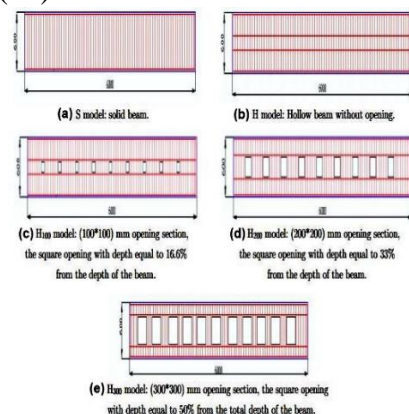 (a) S model: solid beam.
(b) H model: Hollow beam without opening.
(c) H₁₀₀ model: (100*100) mm opening section,
the square opening with depth equal to 16.6%
from the depth of the beam.
(d) H₂₀₀ model: (200*200) mm opening section,
the square opening with depth equal to 33%
from the depth of the beam.
(e) H₃₀₀ model: (300*300) mm opening section, the square opening
with depth equal to 50% from the total depth of the beam.